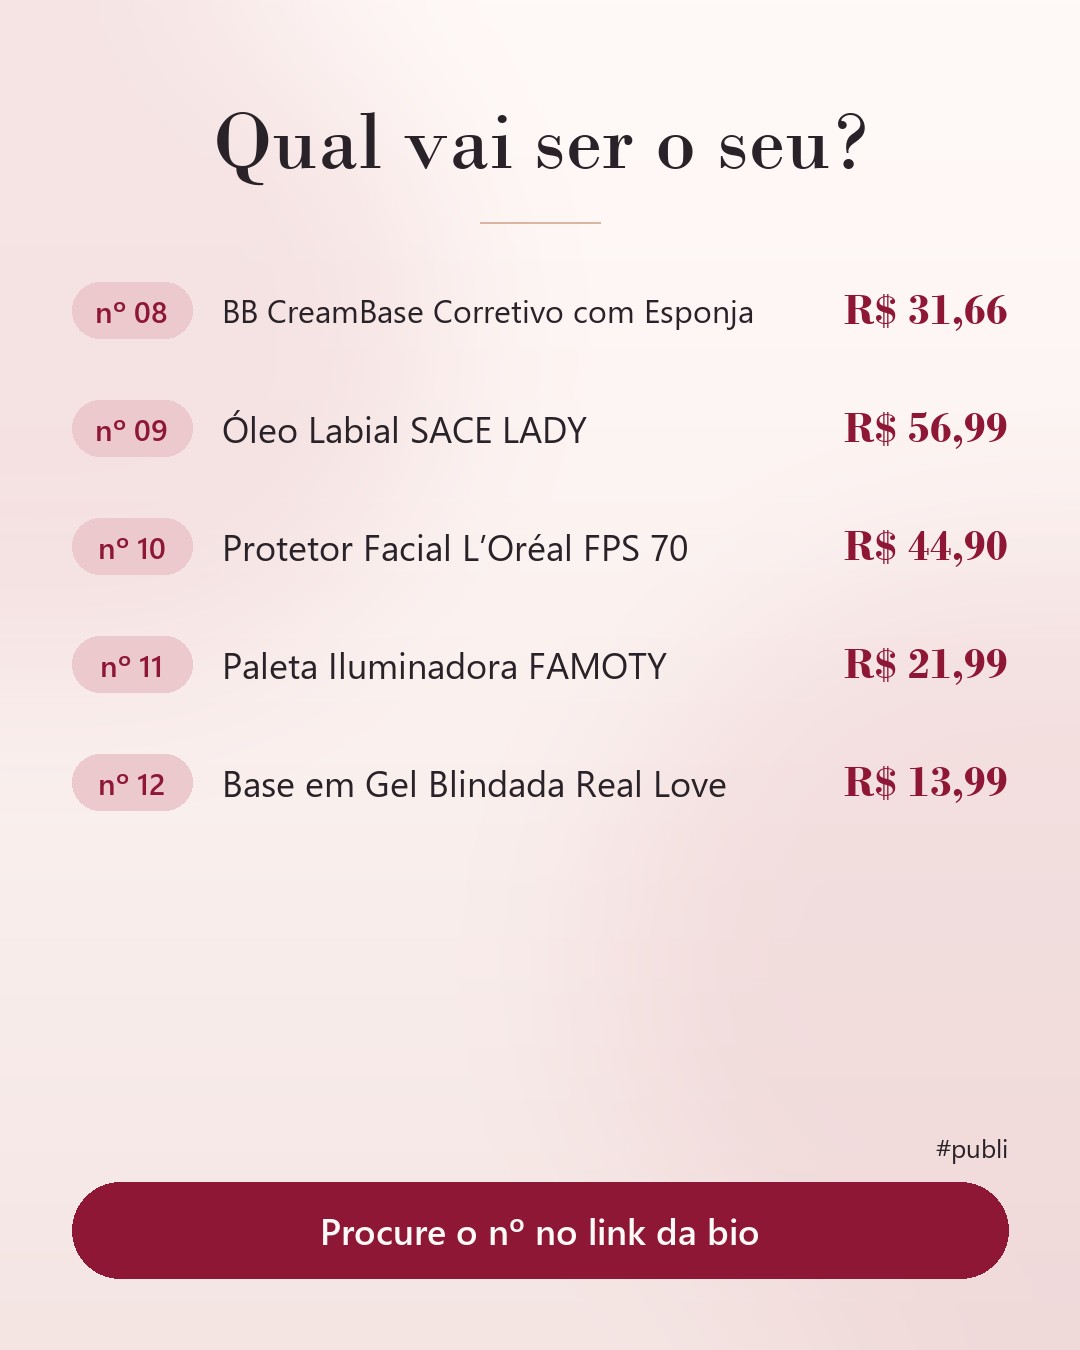 Qual vai ser o seu?
nº 08 BB CreamBase Corretivo com Esponja R$ 31,66
nº 09 Óleo Labial SACE LADY R$ 56,99
nº 10 Protetor Facial L’Oréal FPS 70 R$ 44,90
nº 11 Paleta Iluminadora FAMOTY R$ 21,99
nº 12 Base em Gel Blindada Real Love R$ 13,99
#publi
Procure o nº no link da bio